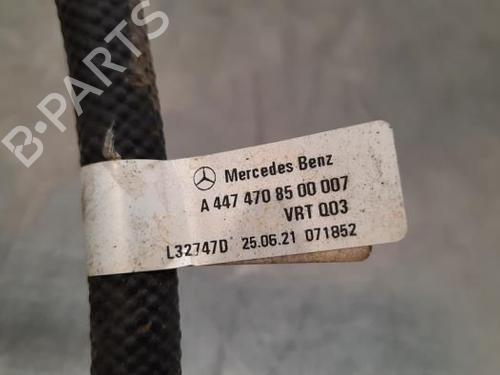 B-PARTS
Mercedes Benz
A 447 470 85 00 007
VRT Q03
L32747D 25.06.21 071852